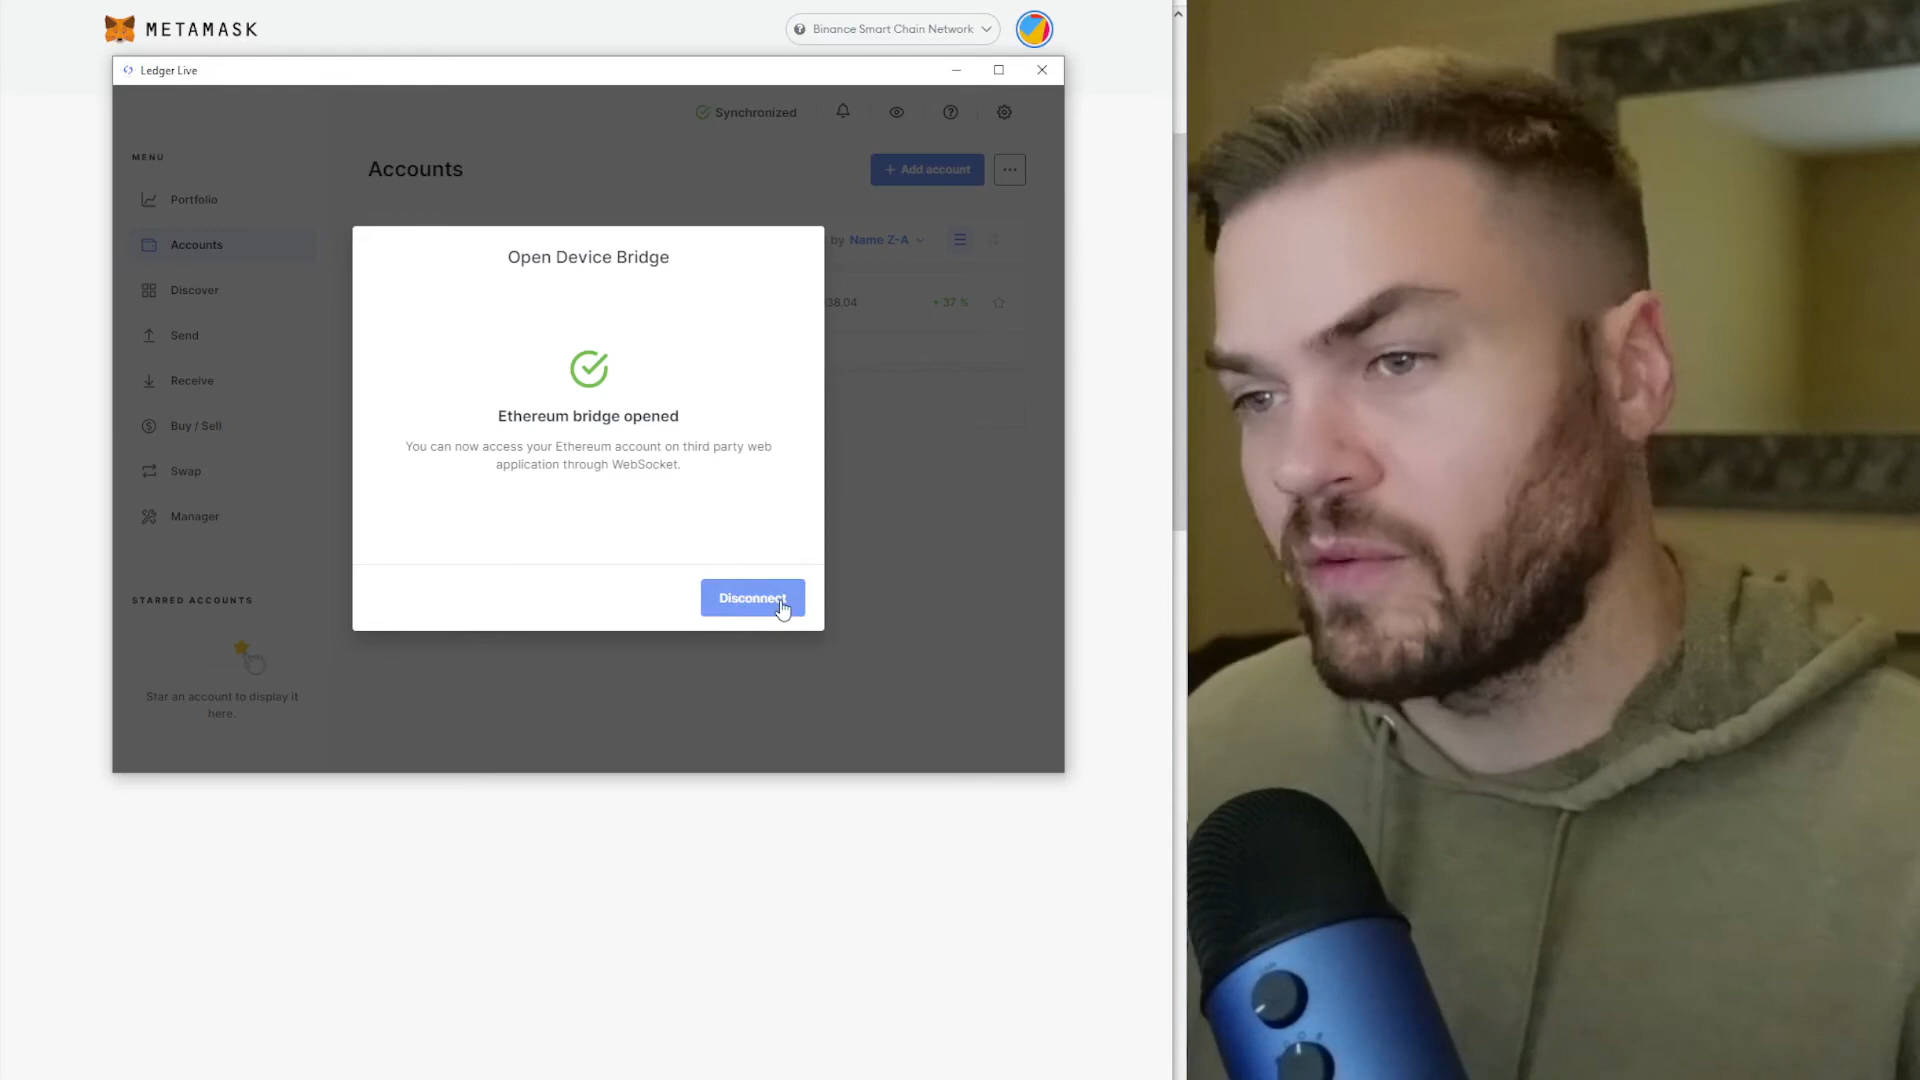 METAMASK
Binance Smart Chain Network
Ledger Live
Synchronized
MENU
Accounts
+ Add account
Portfolio
Accounts
by Name Z-A
Discover
38.04
+ 37 %
Send
Receive
Buy / Sell
Swap
Manager
Open Device Bridge
Ethereum bridge opened
You can now access your Ethereum account on third party web
application through WebSocket.
Disconnect
STARRED ACCOUNTS
Star an account to display it
here.